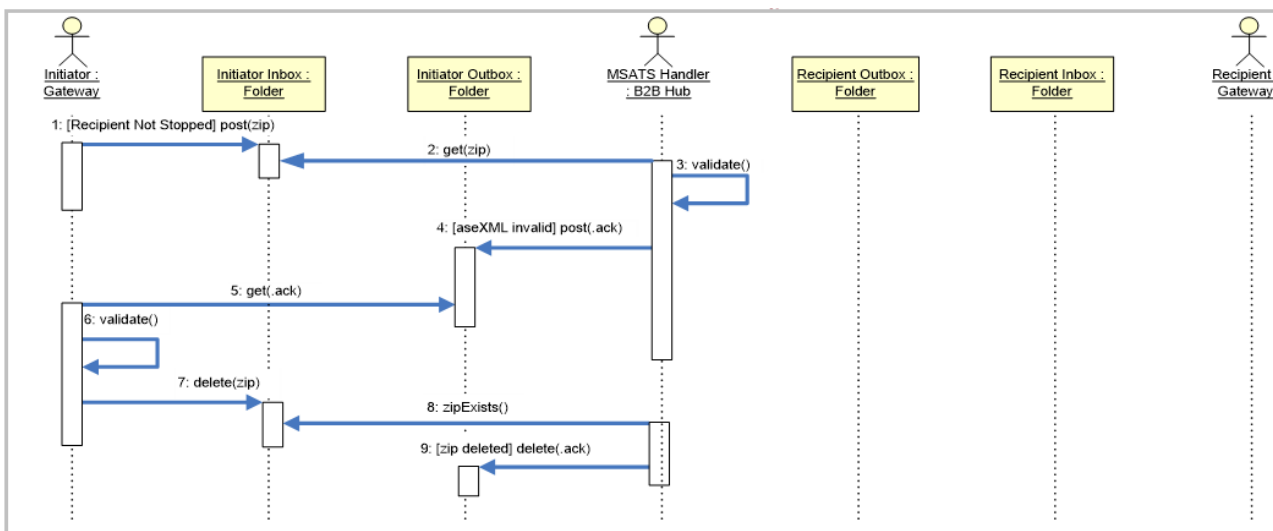 Initiator :
Gateway
Initiator Inbox :
Folder
Initiator Outbox :
Folder
MSATS Handler
: B2B Hub
Recipient Outbox :
Folder
Recipient Inbox :
Folder
Recipient
Gateway
1: [Recipient Not Stopped] post(zip)
2: get(zip)
3: validate()
4: [aseXML invalid] post(.ack)
5: get(.ack)
6: validate()
7: delete(zip)
8: zipExists()
9: [zip deleted] delete(.ack)